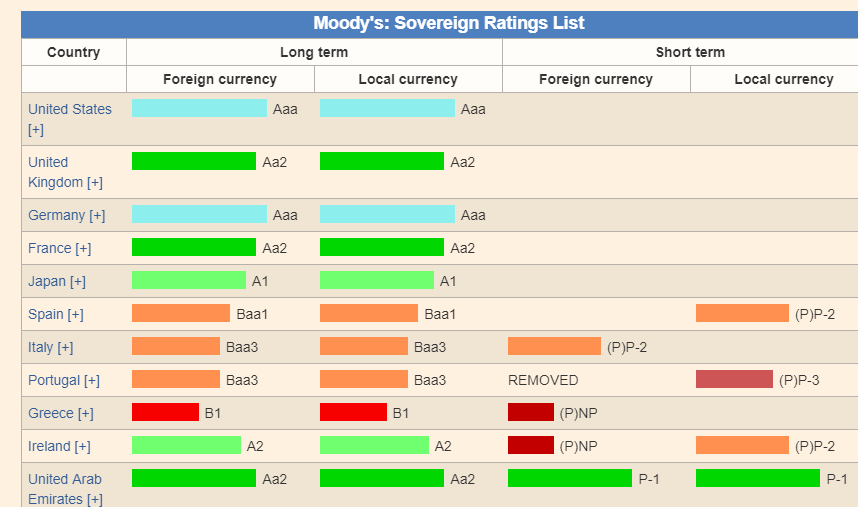 Moody's: Sovereign Ratings List
Country Long term Short term
Foreign currency Local currency Foreign currency Local currency
United States Aaa Aaa
[+]
United Aa2 Aa2
Kingdom [+]
Germany [+] Aaa Aaa
France [+] Aa2 Aa2
Japan [+] A1 A1
Spain [+] Baa1 Baa1 (P)P-2
Italy [+] Baa3 Baa3 (P)P-2
Portugal [+] Baa3 Baa3 REMOVED (P)P-3
Greece [+] B1 B1 (P)NP
Ireland [+] A2 A2 (P)NP (P)P-2
United Arab Aa2 Aa2 P-1 P-1
Emirates [+]